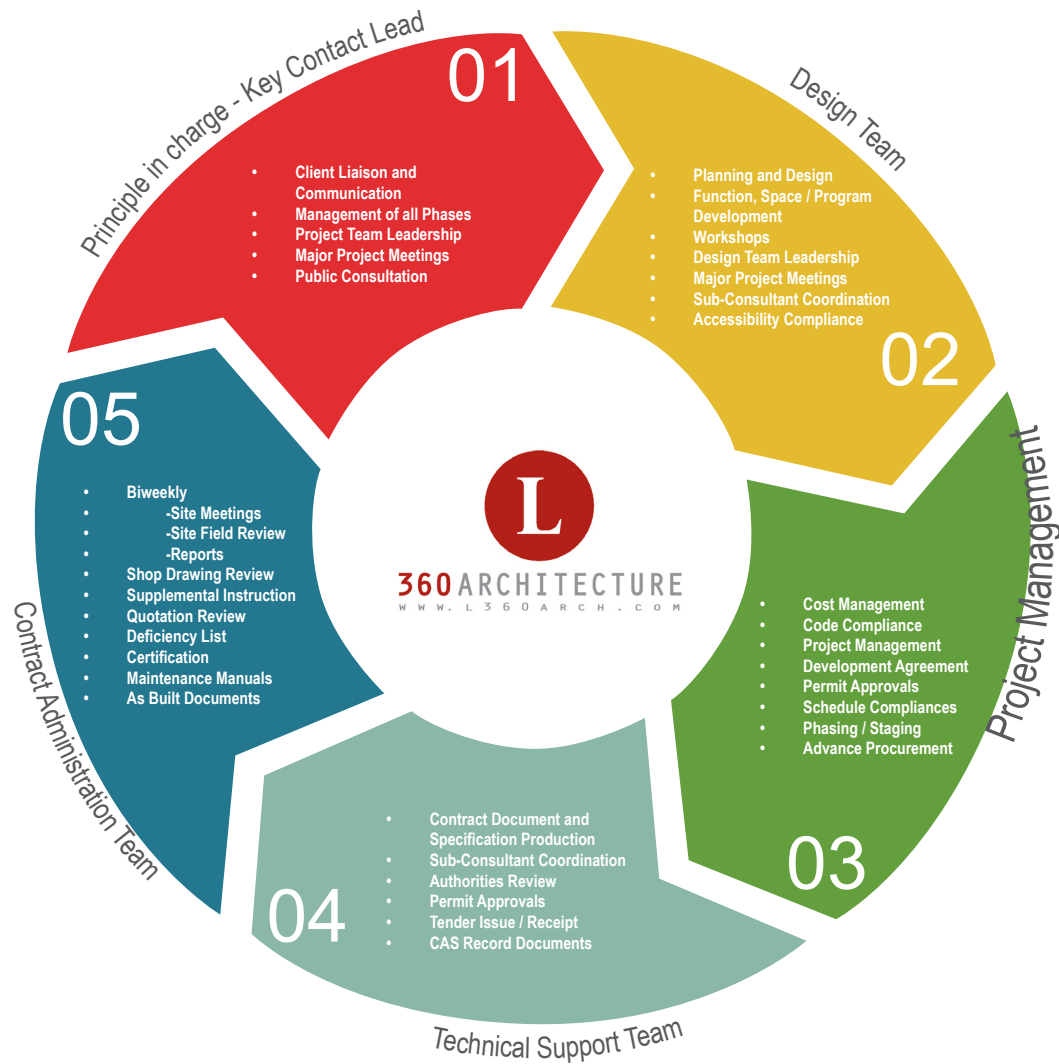 Principle in charge - Key Contact Lead
01
• Client Liaison and
Communication
• Management of all Phases
• Project Team Leadership
• Major Project Meetings
• Public Consultation
Design Team
• Planning and Design
• Function, Space / Program
Development
• Workshops
• Design Team Leadership
• Major Project Meetings
• Sub-Consultant Coordination
• Accessibility Compliance
02
Project Management
• Cost Management
• Code Compliance
• Project Management
• Development Agreement
• Permit Approvals
• Schedule Compliances
• Phasing / Staging
• Advance Procurement
03
• Contract Document and
Specification Production
• Sub-Consultant Coordination
• Authorities Review
• Permit Approvals
• Tender Issue / Receipt
• CAS Record Documents
04
Technical Support Team
05
• Biweekly
• -Site Meetings
• -Site Field Review
• -Reports
• Shop Drawing Review
• Supplemental Instruction
• Quotation Review
• Deficiency List
• Certification
• Maintenance Manuals
• As Built Documents
Contract Administration Team
L
360 ARCHITECTURE
WWW.L360ARCH.COM